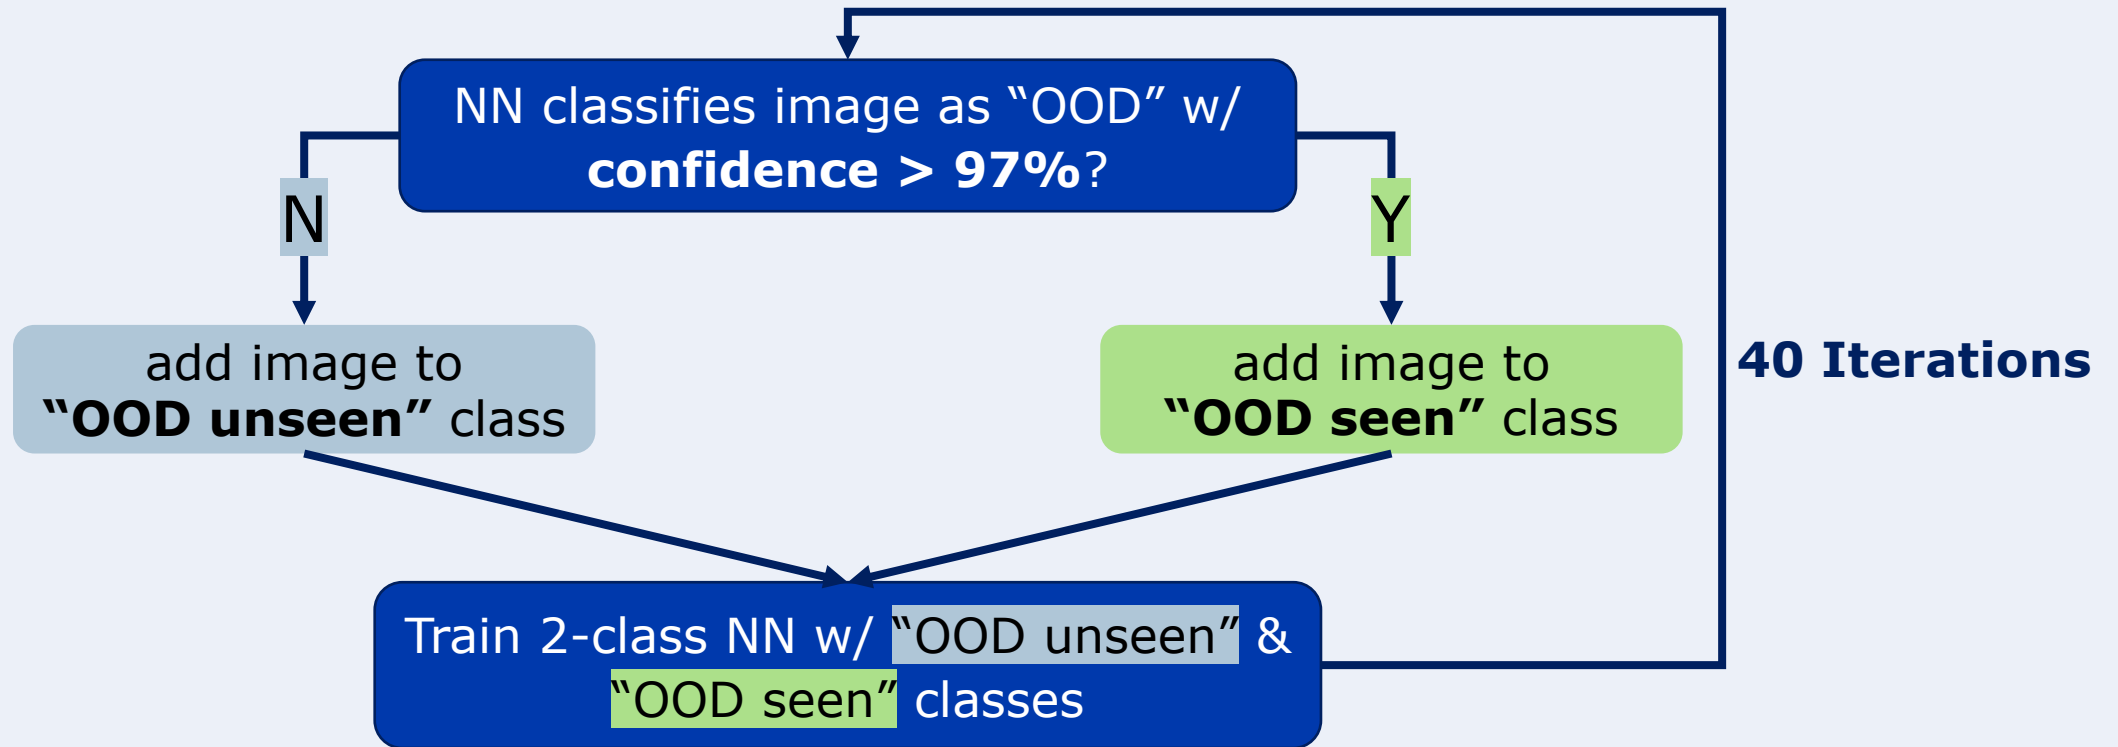 NN classifies image as “OOD” w/
confidence > 97%?
N
Y
add image to
“OOD unseen” class
add image to
“OOD seen” class
40 Iterations
Train 2-class NN w/ “OOD unseen” &
“OOD seen” classes